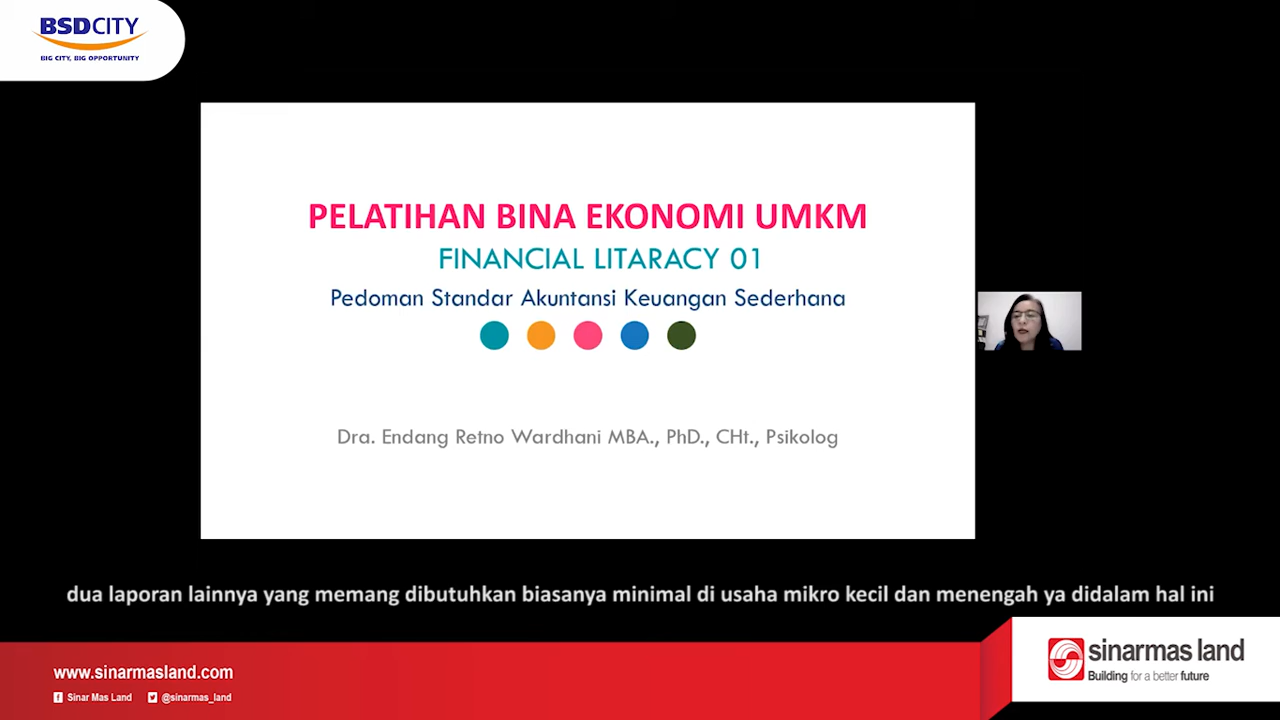 BSDCITY
BIG CITY, BIG OPPORTUNITY
PELATIHAN BINA EKONOMI UMKM
FINANCIAL LITARACY 01
Pedoman Standar Akuntansi Keuangan Sederhana
Dra. Endang Retno Wardhani MBA., PhD., CHt., Psikolog
dua laporan lainnya yang memang dibutuhkan biasanya minimal di usaha mikro kecil dan menengah ya didalam hal ini
www.sinarmasland.com
Sinar Mas Land @sinarmas_land
sinarmas land
Building for a better future